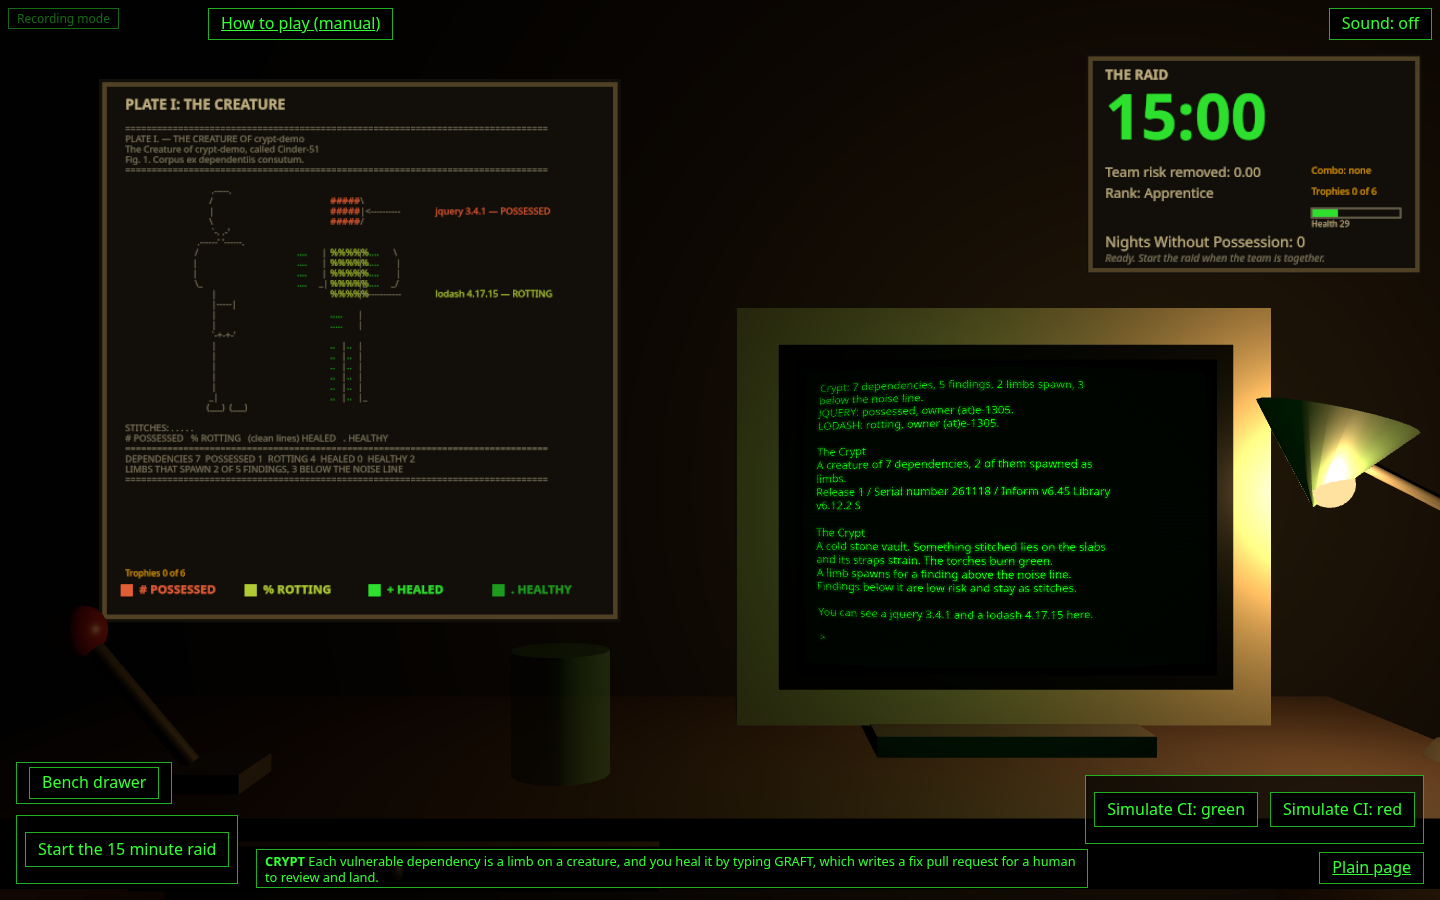 Recording mode
How to play (manual)
Sound: off
PLATE I: THE CREATURE
PLATE I. — THE CREATURE OF crypt-demo
The Creature of crypt-demo, called Cinder-51
Fig. 1. Corpus ex dependentiis consutum.
jquery 3.4.1 — POSSESSED
lodash 4.17.15 — ROTTING
STITCHES: . . . . .
# POSSESSED % ROTTING (clean lines) HEALED . HEALTHY
DEPENDENCIES 7 POSSESSED 1 ROTTING 4 HEALED 0 HEALTHY 2
LIMBS THAT SPAWN 2 OF 5 FINDINGS, 3 BELOW THE NOISE LINE
Trophies 0 of 6
# POSSESSED % ROTTING + HEALED . HEALTHY
THE RAID
15:00
Team risk removed: 0.00
Combo: none
Rank: Apprentice
Trophies 0 of 6
Health 29
Nights Without Possession: 0
Ready. Start the raid when the team is together.
Crypt: 7 dependencies, 5 findings, 2 limbs spawn, 3
below the noise line.
JQUERY: possessed, owner (at)e-1305.
LODASH: rotting, owner (at)e-1305.
The Crypt
A creature of 7 dependencies, 2 of them spawned as
limbs.
Release 1 / Serial number 261118 / Inform v6.45 Library
v6.12.2 S
The Crypt
A cold stone vault. Something stitched lies on the slabs
and its straps strain. The torches burn green.
A limb spawns for a finding above the noise line.
Findings below it are low risk and stay as stitches.
You can see a jquery 3.4.1 and a lodash 4.17.15 here.
>
Bench drawer
Start the 15 minute raid
Simulate CI: green
Simulate CI: red
CRYPT Each vulnerable dependency is a limb on a creature, and you heal it by typing GRAFT, which writes a fix pull request for a human
to review and land.
Plain page